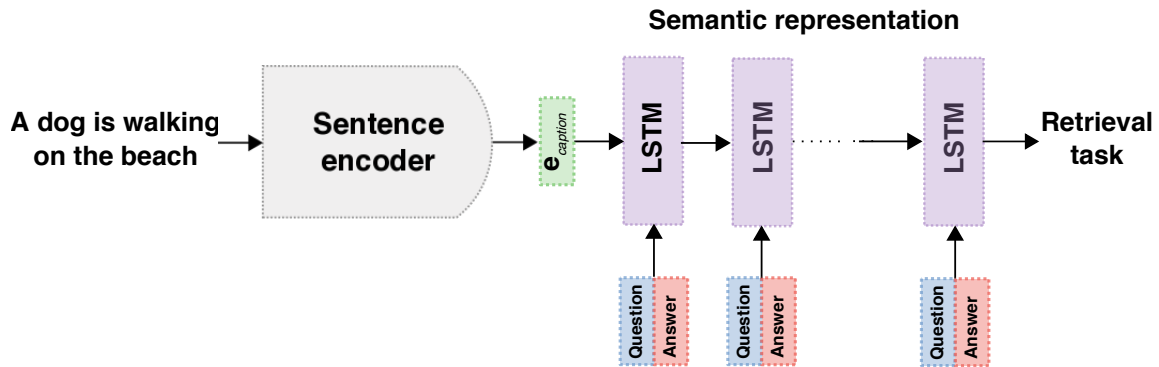 Semantic representation
A dog is walking
on the beach
Sentence
encoder
e caption
LSTM
LSTM
LSTM
Retrieval
task
Question
Answer
Question
Answer
Question
Answer